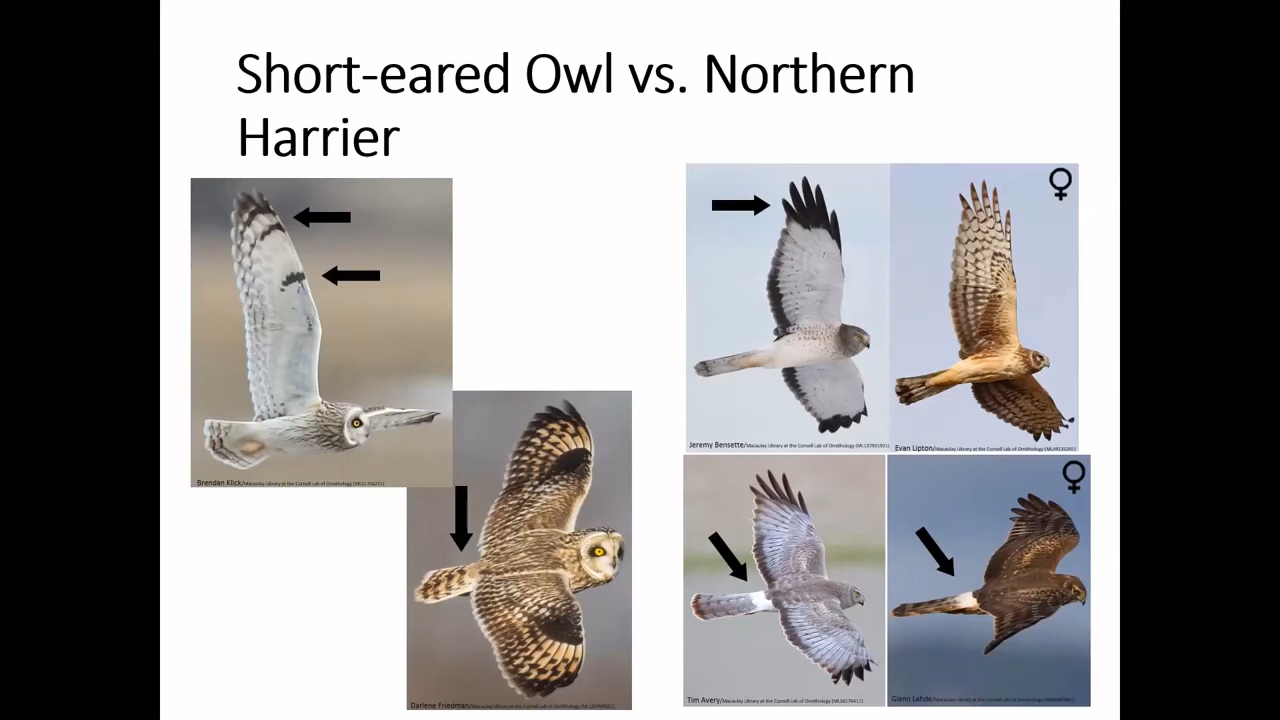 Short-eared Owl vs. Northern
Harrier
♀
Jeremy Bensette/Macaulay Library at the Cornell Lab of Ornithology
Evan Lipton/Macaulay Library at the Cornell Lab of Ornithology
Brendan Klick/Macaulay Library at the Cornell Lab of Ornithology
♀
Darlene Friedman/Macaulay Library at the Cornell Lab of Ornithology
Tim Avery/Macaulay Library at the Cornell Lab of Ornithology
Glenn Lahde/Macaulay Library at the Cornell Lab of Ornithology